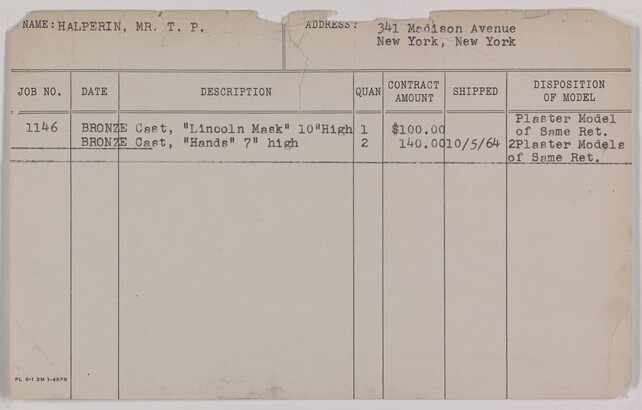 NAME: HALPERIN, MR. T. P.
ADDRESS: 341 Madison Avenue
New York, New York
JOB NO. DATE DESCRIPTION QUAN CONTRACT AMOUNT SHIPPED DISPOSITION OF MODEL
1146 BRONZE Cast, "Lincoln Mask" 10"High 1 $100.00 Plaster Model of Same Ret.
BRONZE Cast, "Hands" 7" high 2 140.00 10/5/64 2Plaster Models of Same Ret.